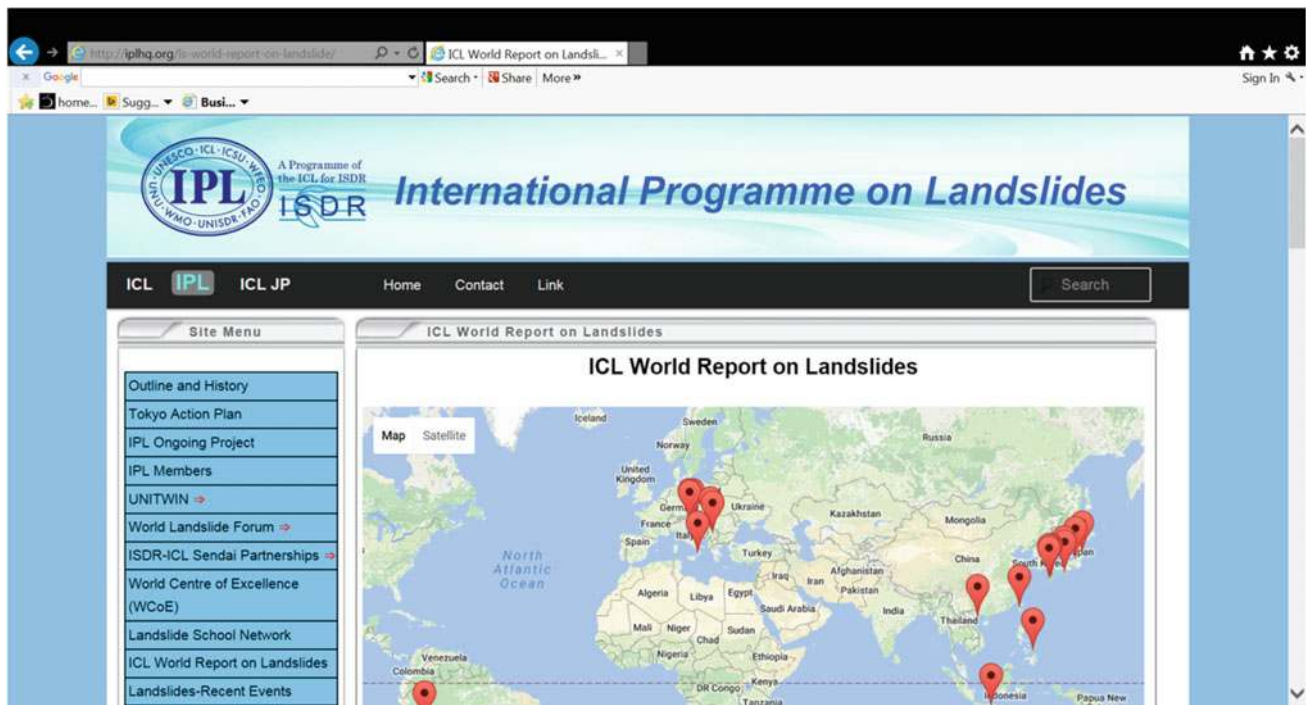 http://iplhq.org/ls-world-report-on-landslide/
ICL World Report on Landsli...
Google
Search
Share
More »
Sign In
home...
Sugg...
Busi...
UNESCO·ICL·ICSU·WFEO·FAO·UNISDR·WMO·UNU
IPL
A Programme of
the ICL for ISDR
ISDR
International Programme on Landslides
ICL IPL ICL JP Home Contact Link Search
Site Menu
ICL World Report on Landslides
ICL World Report on Landslides
Outline and History
Tokyo Action Plan
IPL Ongoing Project
IPL Members
UNITWIN ⇒
World Landslide Forum ⇒
ISDR-ICL Sendai Partnerships ⇒
World Centre of Excellence
(WCoE)
Landslide School Network
ICL World Report on Landslides
Landslides-Recent Events
Map Satellite
Iceland
Sweden
Norway
Russia
United
Kingdom
Ukraine
Kazakhstan
Mongolia
France
Spain
Turkey
China
North
Atlantic
Ocean
Iraq
Iran
Afghanistan
Pakistan
Algeria
Libya
Egypt
Saudi Arabia
India
Thailand
Mali
Niger
Chad
Sudan
Nigeria
Ethiopia
Venezuela
Colombia
DR Congo
Kenya
Tanzania
Papua New